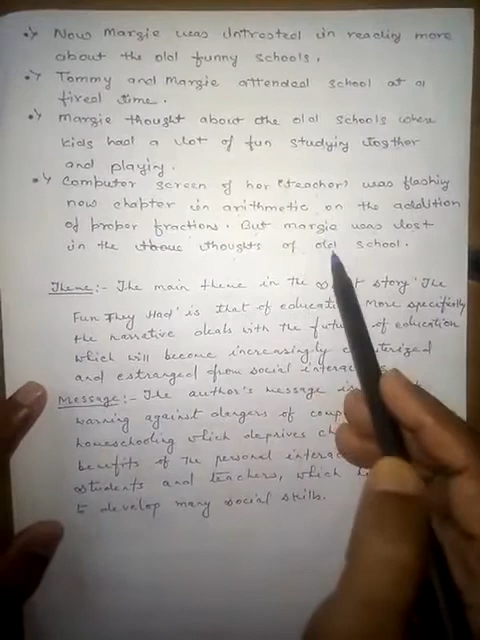 Now Margie was Intrested in reading more
about the old funny schools.
Tommy and Margie attended school at a
fixed time.
Margie thought about the old schools where
kids had a lot of fun studying together
and playing.
Computer screen of her (teacher) was flashing
new chapter in arithmetic on the addition
of proper fractions. But margie was lost
in the thoughts of old school.
Theme:- The main theme in the story 'The
Fun They Had' is that of education More specifically
the narrative deals with the future of education
which will become increasingly
and estranged from social
Message:- The author's message is
warning against dangers of
homeschooling which deprives
benefits of the personal
students and teachers, which
to develop many social skills.